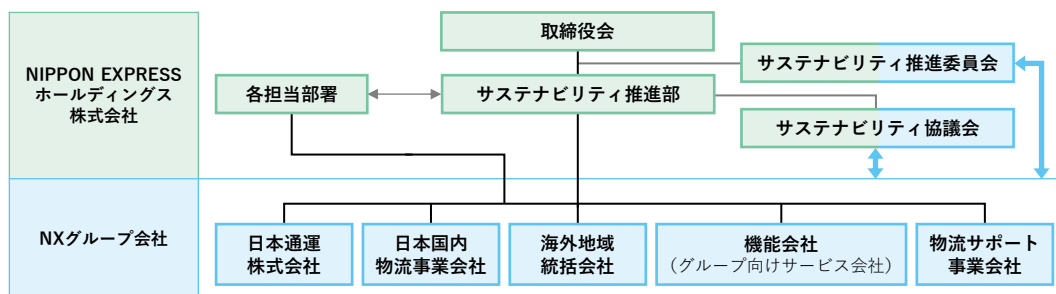 NIPPON EXPRESS
ホールディングス
株式会社
取締役会
サステナビリティ推進委員会
各担当部署
サステナビリティ推進部
サステナビリティ協議会
NXグループ会社
日本通運
株式会社
日本国内
物流事業会社
海外地域
統括会社
機能会社
（グループ向けサービス会社）
物流サポート
事業会社